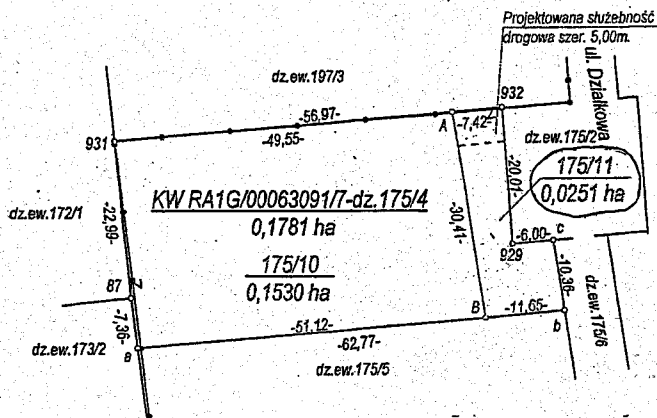 Projektowana służebność
drogowa szer. 5,00m.
dz.ew.197/3
ul. Działkowa
932
-56,97-
A
-7,42-
931
-49,55-
dz.ew.175/2
175/11
0,0251 ha
-20,01-
KW RA1G/00063091/7-dz.175/4
0,1781 ha
dz.ew.172/1
-22,99-
-30,41-
-6,00-
c
929
175/10
0,1530 ha
-10,36-
87
-7,36-
B
-11,65-
b
-51,12-
-62,77-
a
dz.ew.173/2
dz.ew.175/5
dz.ew.175/6